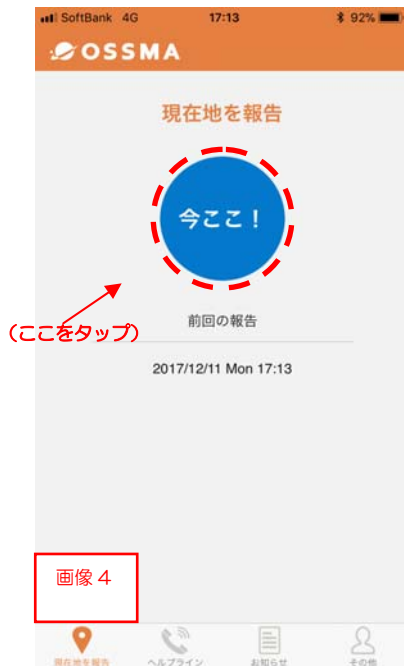 SoftBank 4G 17:13 92%
OSSMA
現在地を報告
今ココ！
前回の報告
(ここをタップ)
2017/12/11 Mon 17:13
画像 4
現在地を報告 ヘルプライン お知らせ その他